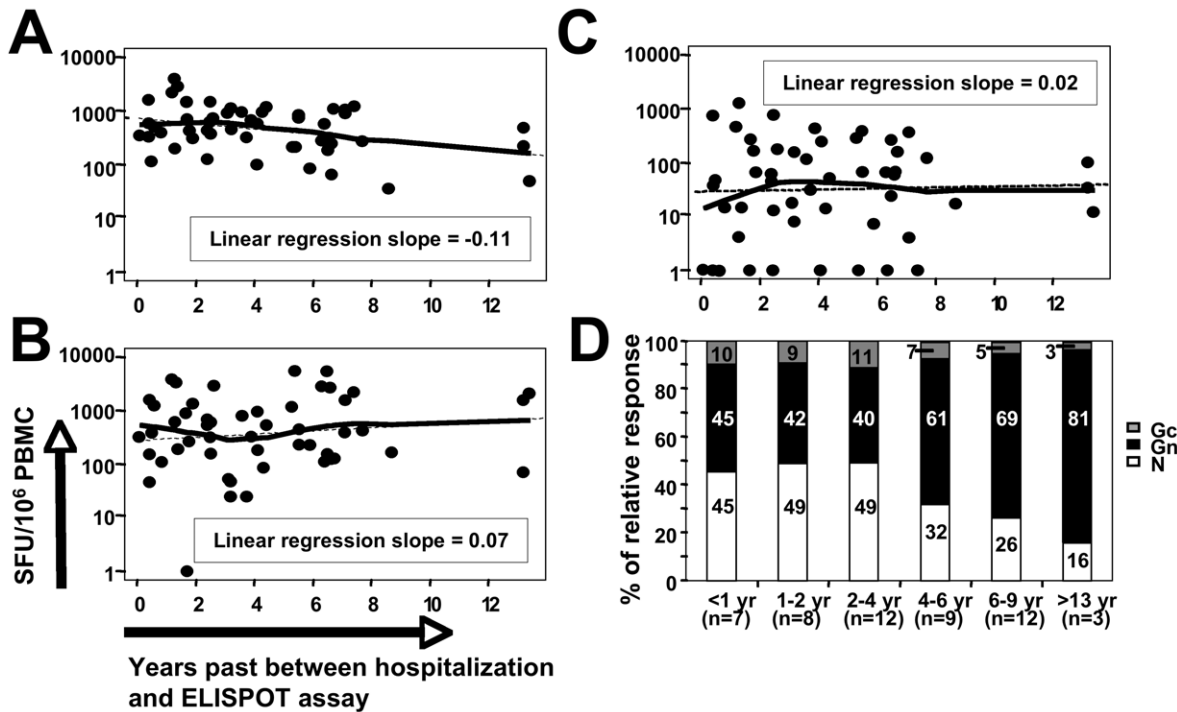 A
10000
1000
100
10
1
Linear regression slope = -0.11
0 2 4 6 8 10 12
B
10000
1000
100
10
1
Linear regression slope = 0.07
0 2 4 6 8 10 12
SFU/10⁶ PBMC
Years past between hospitalization
and ELISPOT assay
C
10000
1000
100
10
1
Linear regression slope = 0.02
0 2 4 6 8 10 12
D
% of relative response
100
80
60
40
20
0
10 9 11 7 5 3
45 42 40 61 69 81
45 49 49 32 26 16
<1 yr 1-2 yr 2-4 yr 4-6 yr 6-9 yr >13 yr
(n=7) (n=8) (n=12) (n=9) (n=12) (n=3)
Gc
Gn
N